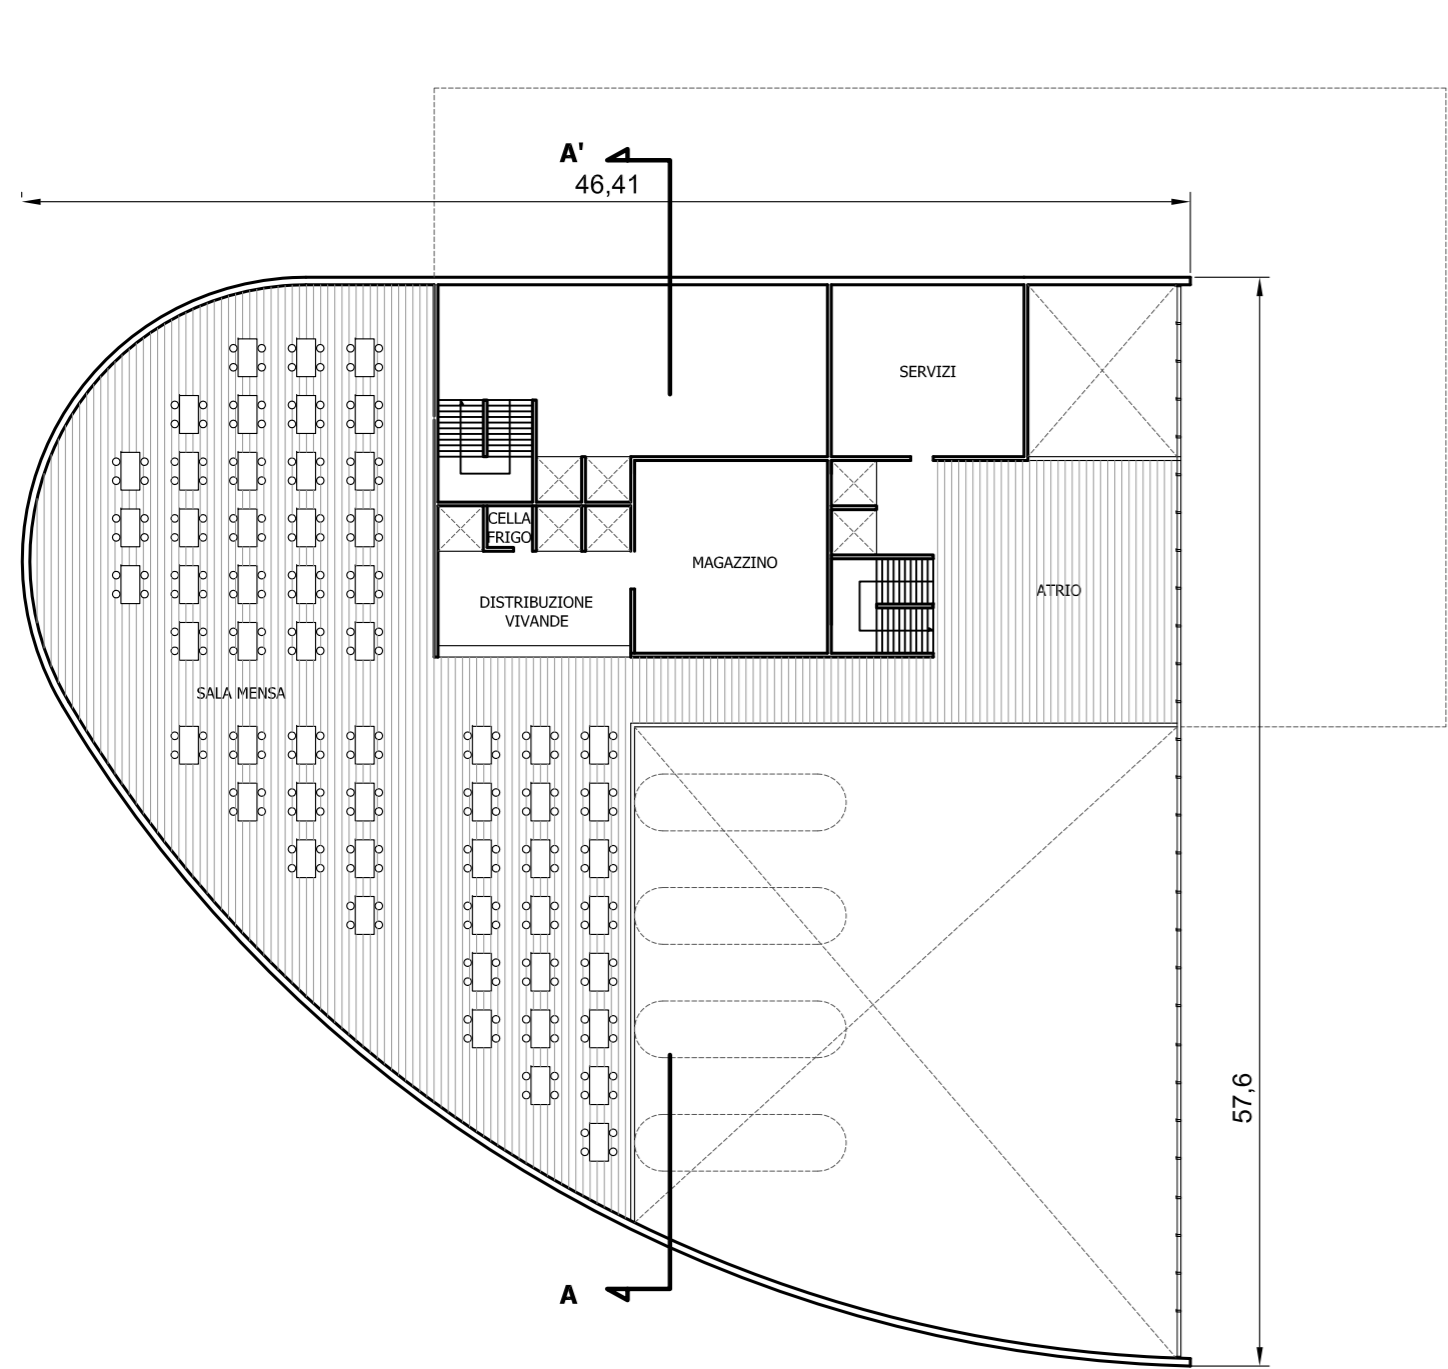 A'
46,41
SERVIZI
CELLA
FRIGO
MAGAZZINO
ATRIO
DISTRIBUZIONE
VIVANDE
SALA MENSA
57,6
A